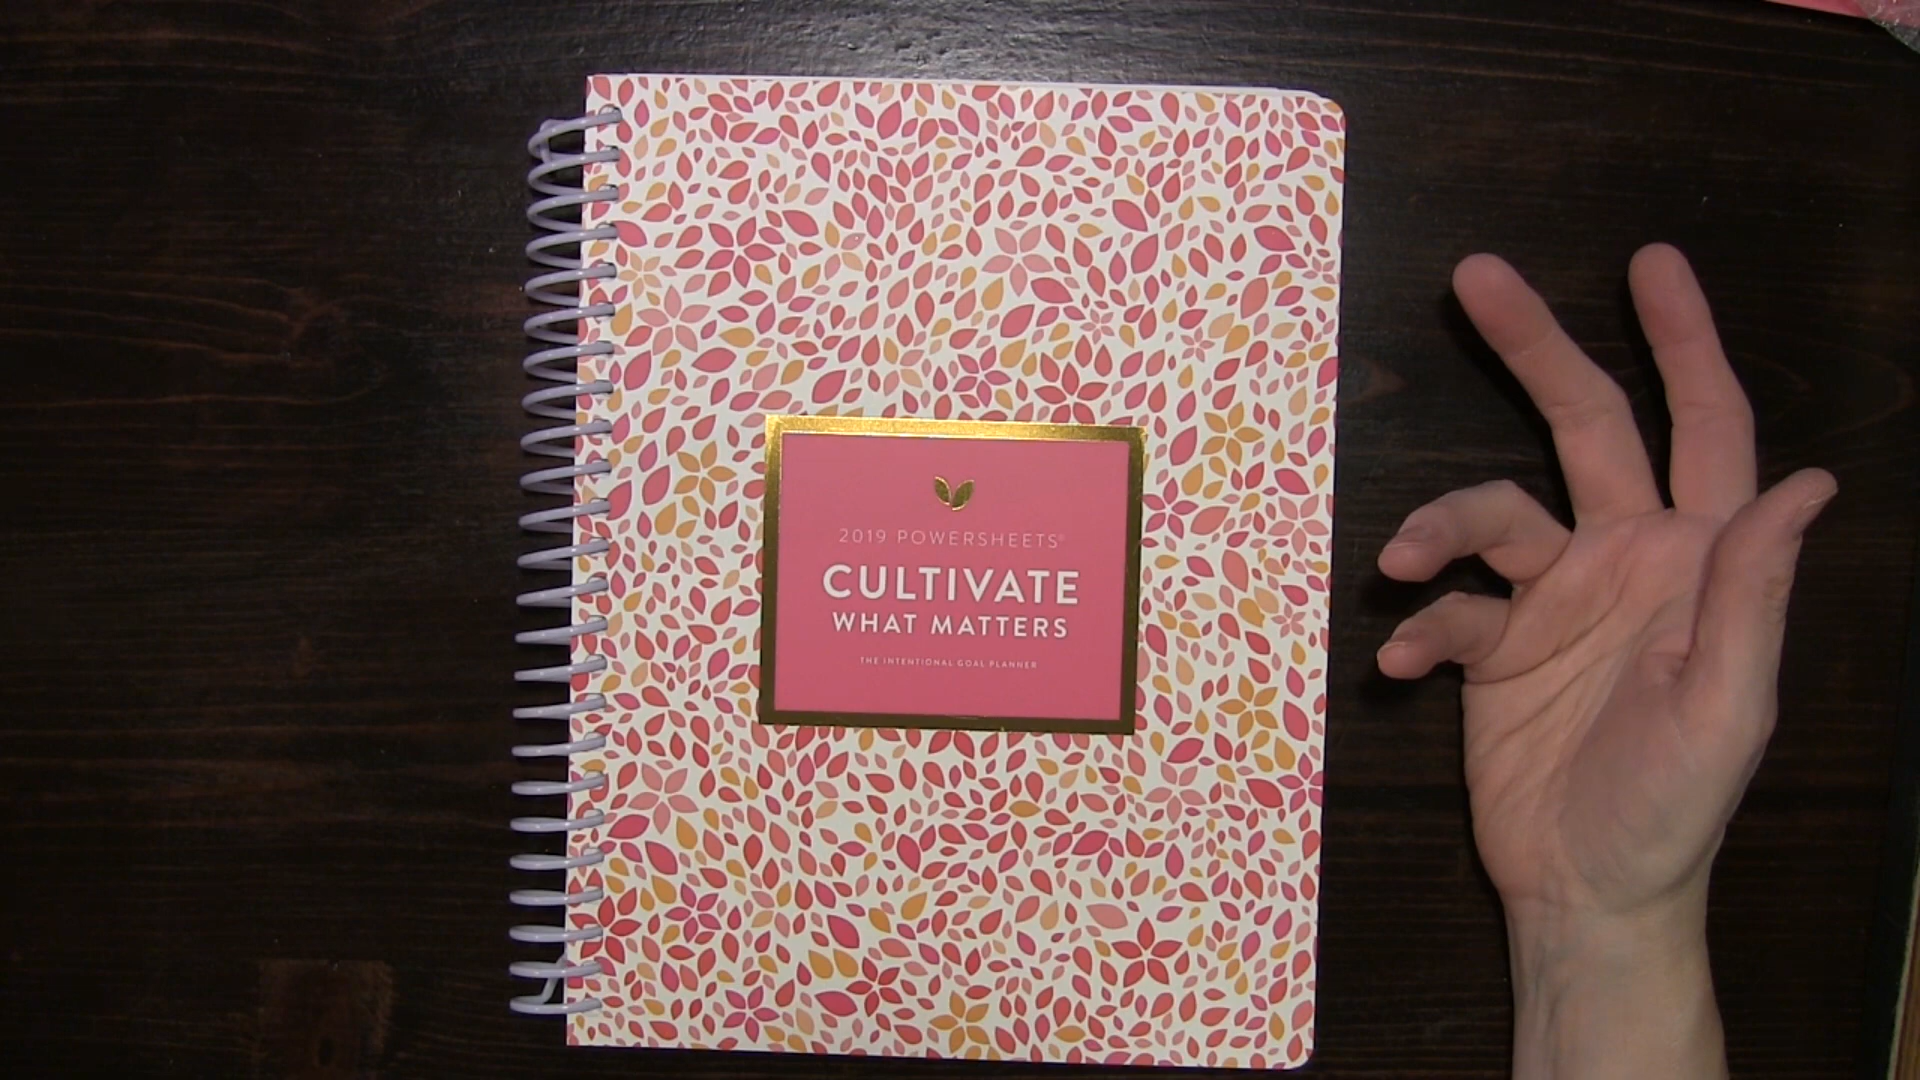 2019 POWERSHEETS®
CULTIVATE
WHAT MATTERS
THE INTENTIONAL GOAL PLANNER